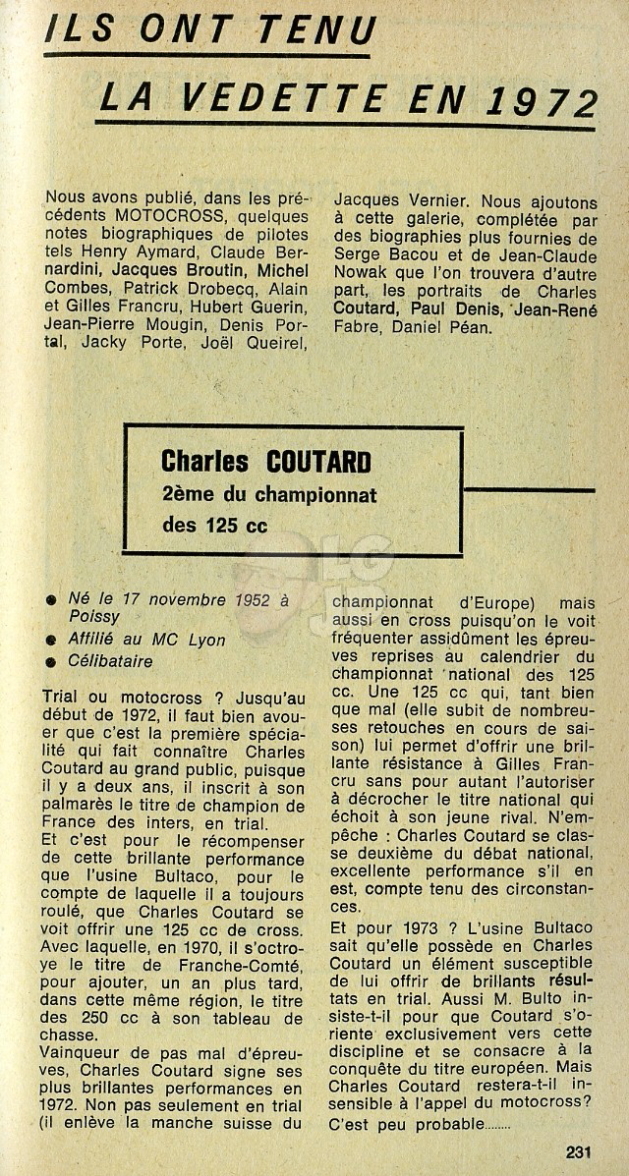 ILS ONT TENU
LA VEDETTE EN 1972
Nous avons publié, dans les pré-
cédents MOTOCROSS, quelques
notes biographiques de pilotes
tels Henry Aymard, Claude Ber-
nardini, Jacques Broutin, Michel
Combes, Patrick Drobecq, Alain
et Gilles Francru, Hubert Guerin,
Jean-Pierre Mougin, Denis Por-
tal, Jacky Porte, Joël Queirel,
Jacques Vernier. Nous ajoutons
à cette galerie, complétée par
des biographies plus fournies de
Serge Bacou et de Jean-Claude
Nowak que l'on trouvera d'autre
part, les portraits de Charles
Coutard, Paul Denis, Jean-René
Fabre, Daniel Péan.
Charles COUTARD
2ème du championnat
des 125 cc
LG
J
● Né le 17 novembre 1952 à
Poissy
● Affilié au MC Lyon
● Célibataire
Trial ou motocross ? Jusqu'au
début de 1972, il faut bien avou-
er que c'est la première spécia-
lité qui fait connaître Charles
Coutard au grand public, puisque
il y a deux ans, il inscrit à son
palmarès le titre de champion de
France des inters, en trial.
Et c'est pour le récompenser
de cette brillante performance
que l'usine Bultaco, pour le
compte de laquelle il a toujours
roulé, que Charles Coutard se
voit offrir une 125 cc de cross.
Avec laquelle, en 1970, il s'octro-
ye le titre de Franche-Comté,
pour ajouter, un an plus tard,
dans cette même région, le titre
des 250 cc à son tableau de
chasse.
Vainqueur de pas mal d'épreu-
ves, Charles Coutard signe ses
plus brillantes performances en
1972. Non pas seulement en trial
(il enlève la manche suisse du
championnat d'Europe) mais
aussi en cross puisqu'on le voit
fréquenter assidûment les épreu-
ves reprises au calendrier du
championnat national des 125
cc. Une 125 cc qui, tant bien
que mal (elle subit de nombreu-
ses retouches en cours de sai-
son) lui permet d'offrir une bril-
lante résistance à Gilles Fran-
cru sans pour autant l'autoriser
à décrocher le titre national qui
échoit à son jeune rival. N'em-
pêche : Charles Coutard se clas-
se deuxième du débat national,
excellente performance s'il en
est, compte tenu des circonstan-
ces.
Et pour 1973 ? L'usine Bultaco
sait qu'elle possède en Charles
Coutard un élément susceptible
de lui offrir de brillants résul-
tats en trial. Aussi M. Bulto in-
siste-t-il pour que Coutard s'o-
riente exclusivement vers cette
discipline et se consacre à la
conquête du titre européen. Mais
Charles Coutard restera-t-il in-
sensible à l'appel du motocross?
C'est peu probable........
231